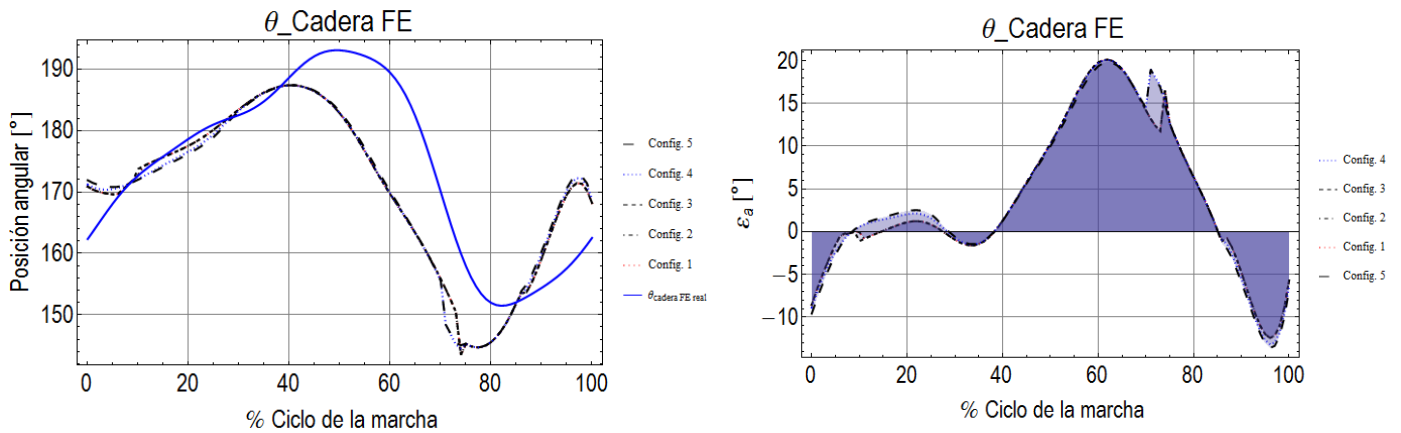 θ_Cadera FE
Posición angular [°]
190
180
170
160
150
0
20
40
60
80
100
% Ciclo de la marcha
Config. 5
Config. 4
Config. 3
Config. 2
Config. 1
θcadera FE real
θ_Cadera FE
εa [°]
20
15
10
5
0
−5
−10
0
20
40
60
80
100
% Ciclo de la marcha
Config. 4
Config. 3
Config. 2
Config. 1
Config. 5